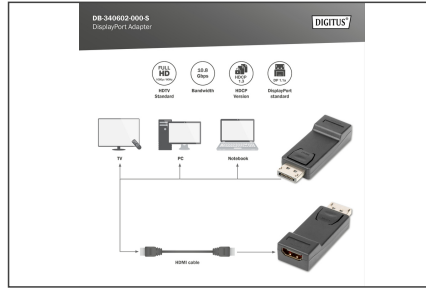 DB-340602-000-S
DisplayPort Adapter
DIGITUS®
FULL
HD
HDTV
Standard
10.8
Gbps
Bandwidth
HDCP
1.3
HDCP
Version
DP 1.1a
DisplayPort
standard
TV
PC
Notebook
HDMI cable